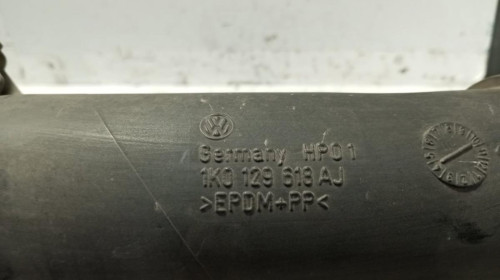 Germany HP01
1K0 129 618 AJ
>EPDM+PP<